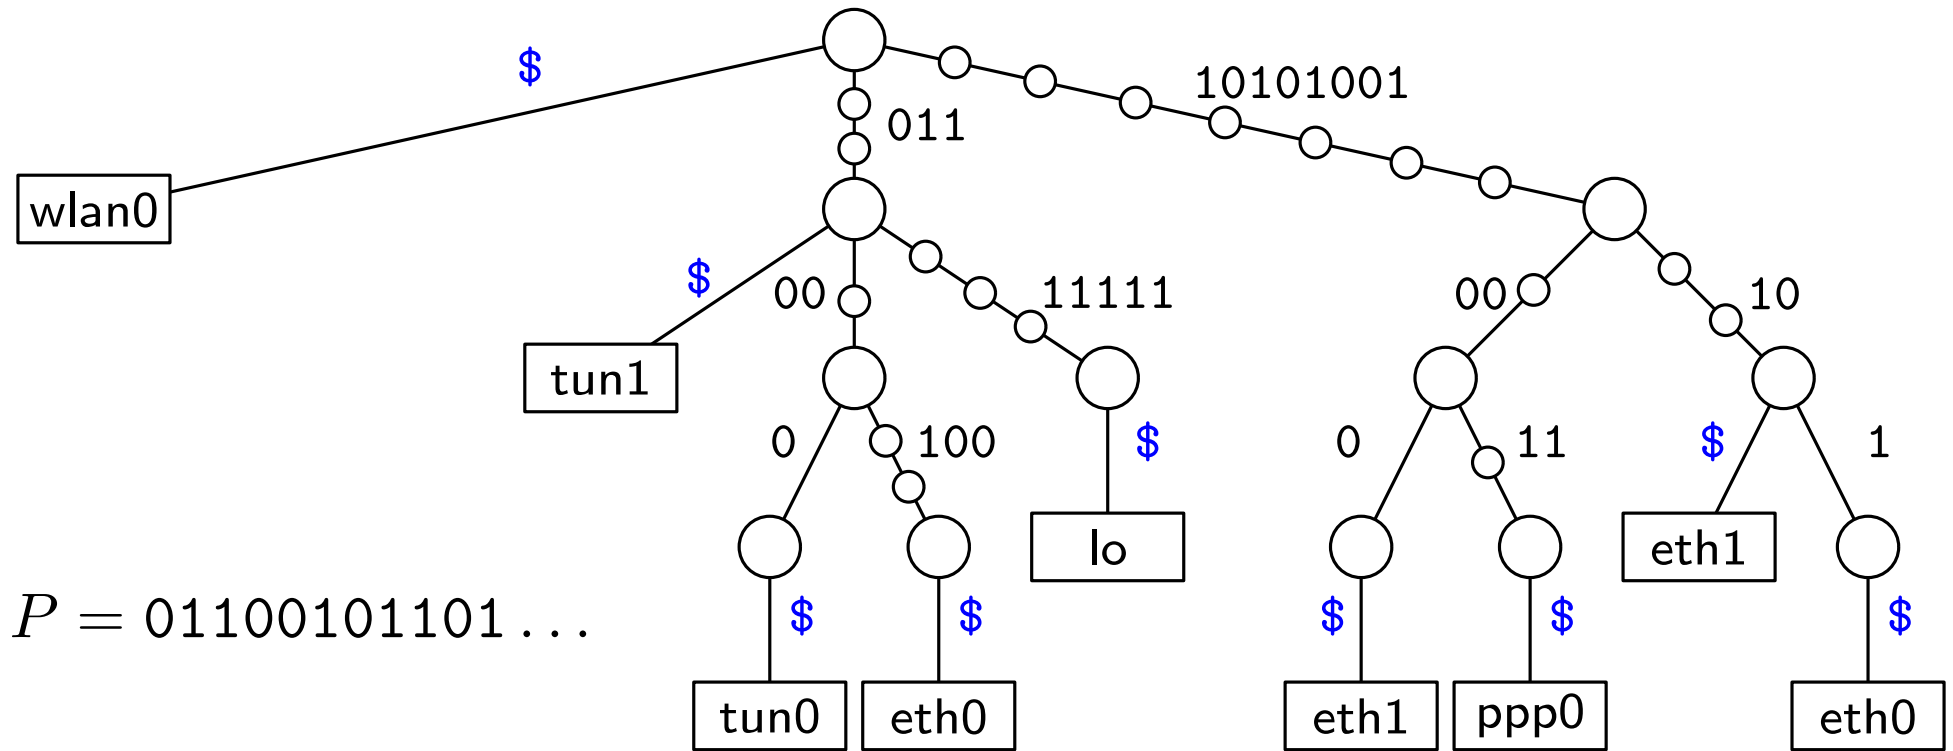 $
10101001
011
wlan0
$
00
11111
00
10
tun1
0
100
$
0
11
$
1
lo
eth1
P = 01100101101...
$
$
$
$
$
tun0
eth0
eth1
ppp0
eth0